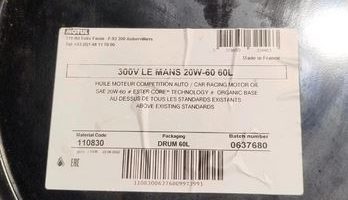 MOTUL
Made in France
300V LE MANS 20W-60 60L
HUILE MOTEUR COMPETITION AUTO / CAR RACING MOTOR OIL
SAE 20W-60 # ESTER CORE® TECHNOLOGY # ORGANIC BASE
AU DESSUS DE TOUS LES STANDARDS EXISTANTS
ABOVE EXISTING STANDARDS
Material Code
Packaging
Batch number
110830
DRUM 60L
0637680
EAC